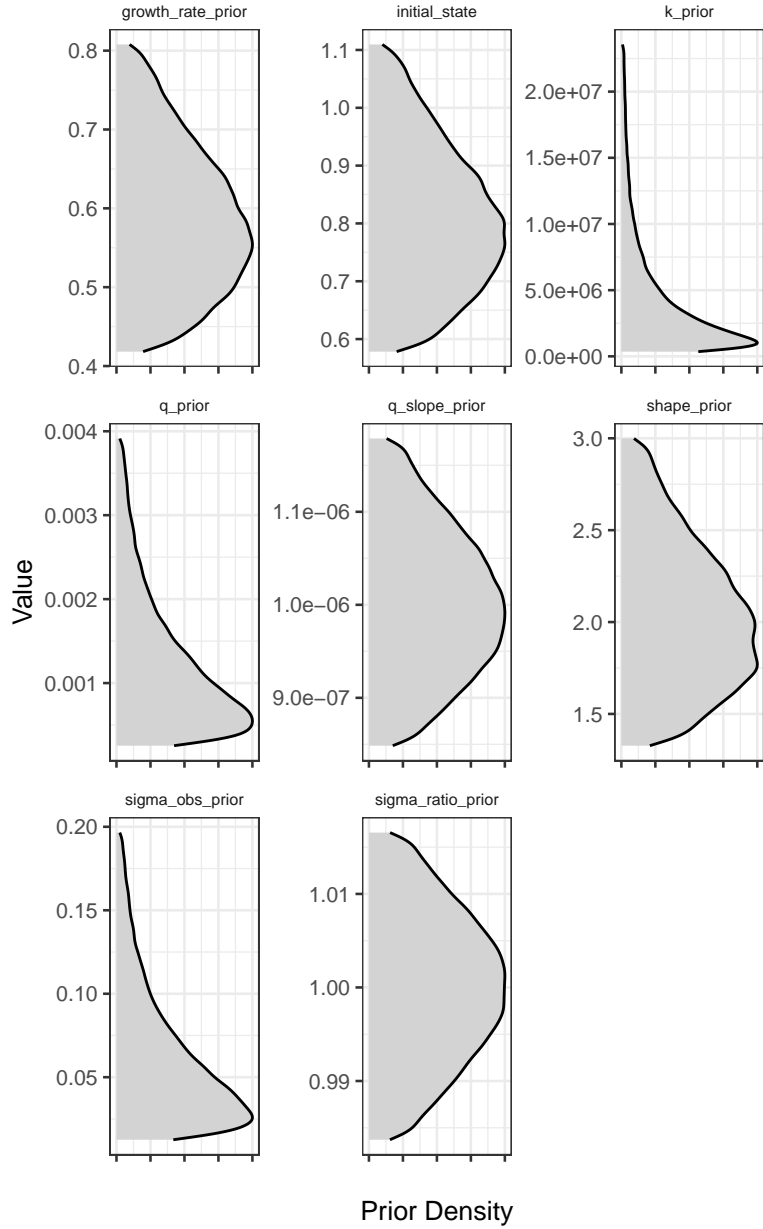 growth_rate_prior
initial_state
k_prior
0.8
0.7
0.6
0.5
0.4
1.1
1.0
0.9
0.8
0.7
0.6
2.0e+07
1.5e+07
1.0e+07
5.0e+06
0.0e+00
q_prior
q_slope_prior
shape_prior
0.004
0.003
0.002
0.001
1.1e−06
1.0e−06
9.0e−07
3.0
2.5
2.0
1.5
Value
sigma_obs_prior
sigma_ratio_prior
0.20
0.15
0.10
0.05
1.01
1.00
0.99
Prior Density